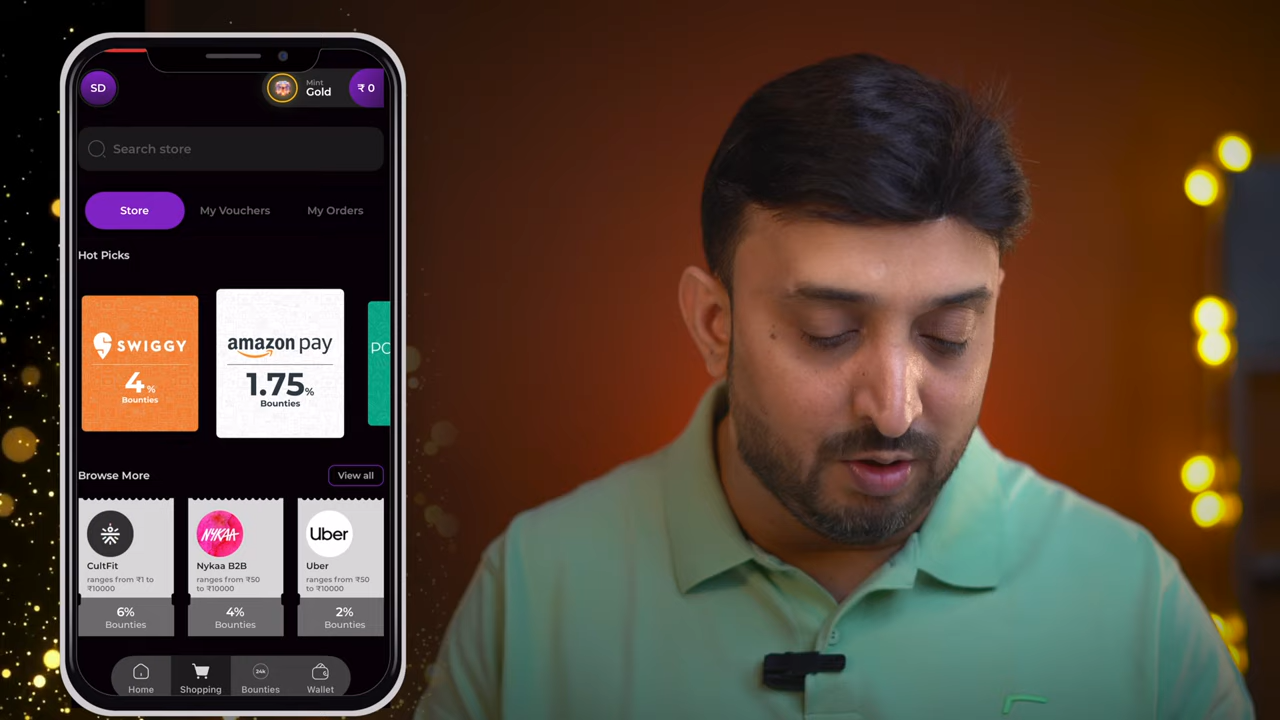 SD
Mint
Gold
₹ 0
Search store
Store My Vouchers My Orders
Hot Picks
SWIGGY
4%
Bounties
amazon pay
1.75%
Bounties
PO
Browse More
View all
NYKAA
Uber
CultFit
ranges from ₹1 to
₹10000
6%
Bounties
Nykaa B2B
ranges from ₹50
to ₹10000
4%
Bounties
Uber
ranges from ₹50
to ₹10000
2%
Bounties
24k
Home Shopping Bounties Wallet